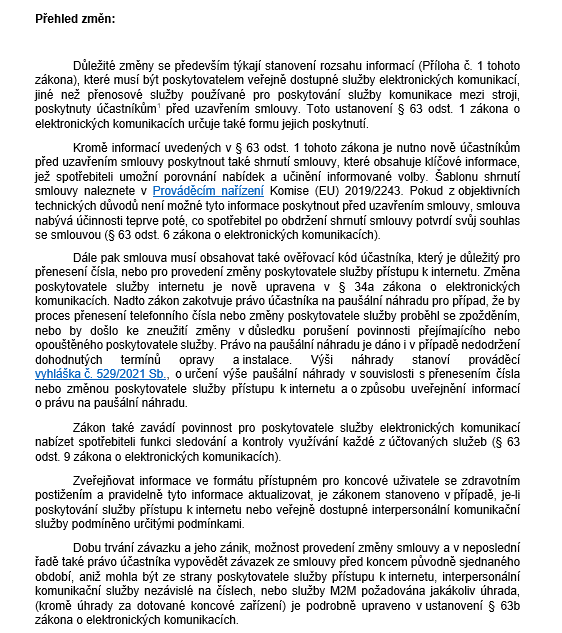 Přehled změn:
Důležité změny se především týkají stanovení rozsahu informací (Příloha č. 1 tohoto
zákona), které musí být poskytovatelem veřejně dostupné služby elektronických komunikací,
jiné než přenosové služby používané pro poskytování služby komunikace mezi stroji,
poskytnuty účastníkům¹ před uzavřením smlouvy. Toto ustanovení § 63 odst. 1 zákona o
elektronických komunikacích určuje také formu jejich poskytnutí.
Kromě informací uvedených v § 63 odst. 1 tohoto zákona je nutno nově účastníkům
před uzavřením smlouvy poskytnout také shrnutí smlouvy, které obsahuje klíčové informace,
jež spotřebiteli umožní porovnání nabídek a učinění informované volby. Šablonu shrnutí
smlouvy naleznete v Prováděcím nařízení Komise (EU) 2019/2243. Pokud z objektivních
technických důvodů není možné tyto informace poskytnout před uzavřením smlouvy, smlouva
nabývá účinnosti teprve poté, co spotřebitel po obdržení shrnutí smlouvy potvrdí svůj souhlas
se smlouvou (§ 63 odst. 6 zákona o elektronických komunikacích).
Dále pak smlouva musí obsahovat také ověřovací kód účastníka, který je důležitý pro
přenesení čísla, nebo pro provedení změny poskytovatele služby přístupu k internetu. Změna
poskytovatele služby internetu je nově upravena v § 34a zákona o elektronických
komunikacích. Nadto zákon zakotvuje právo účastníka na paušální náhradu pro případ, že by
proces přenesení telefonního čísla nebo změny poskytovatele služby proběhl se zpožděním,
nebo by došlo ke zneužití změny v důsledku porušení povinnosti přejímajícího nebo
opouštěného poskytovatele služby. Právo na paušální náhradu je dáno i v případě nedodržení
dohodnutých termínů opravy a instalace. Výši náhrady stanoví prováděcí
vyhláška č. 529/2021 Sb., o určení výše paušální náhrady v souvislosti s přenesením čísla
nebo změnou poskytovatele služby přístupu k internetu a o způsobu uveřejnění informací
o právu na paušální náhradu.
Zákon také zavádí povinnost pro poskytovatele služby elektronických komunikací
nabízet spotřebiteli funkci sledování a kontroly využívání každé z účtovaných služeb (§ 63
odst. 9 zákona o elektronických komunikacích).
Zveřejňovat informace ve formátu přístupném pro koncové uživatele se zdravotním
postižením a pravidelně tyto informace aktualizovat, je zákonem stanoveno v případě, je-li
poskytování služby přístupu k internetu nebo veřejně dostupné interpersonální komunikační
služby podmíněno určitými podmínkami.
Dobu trvání závazku a jeho zánik, možnost provedení změny smlouvy a v neposlední
řadě také právo účastníka vypovědět závazek ze smlouvy před koncem původně sjednaného
období, aniž mohla být ze strany poskytovatele služby přístupu k internetu, interpersonální
komunikační služby nezávislé na číslech, nebo služby M2M požadována jakákoliv úhrada,
(kromě úhrady za dotované koncové zařízení) je podrobně upraveno v ustanovení § 63b
zákona o elektronických komunikacích.